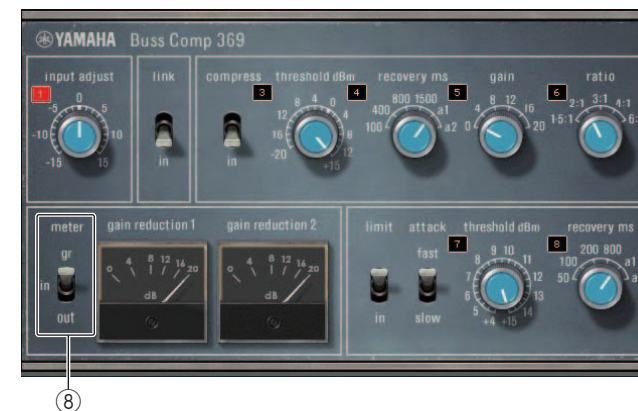 YAMAHA Buss Comp 369
input adjust
link
compress
threshold dBm
recovery ms
gain
ratio
1
3
4
5
6
-15 -10 -5 0 5 10 15
in
in
-20 16 12 8 4 0 4 8 12 +15
100 400 800 1500 a1 a2
0 4 8 12 16 20
1·5:1 2:1 3:1 4:1 6:
meter
gr
in
out
gain reduction 1
0 4 8 12 16 20
dB
gain reduction 2
0 4 8 12 16 20
dB
limit
in
attack
fast
slow
threshold dBm
7
+4 5 6 7 8 9 10 11 12 13 14 +15
recovery ms
8
50 100 200 800 a1 a
⑧